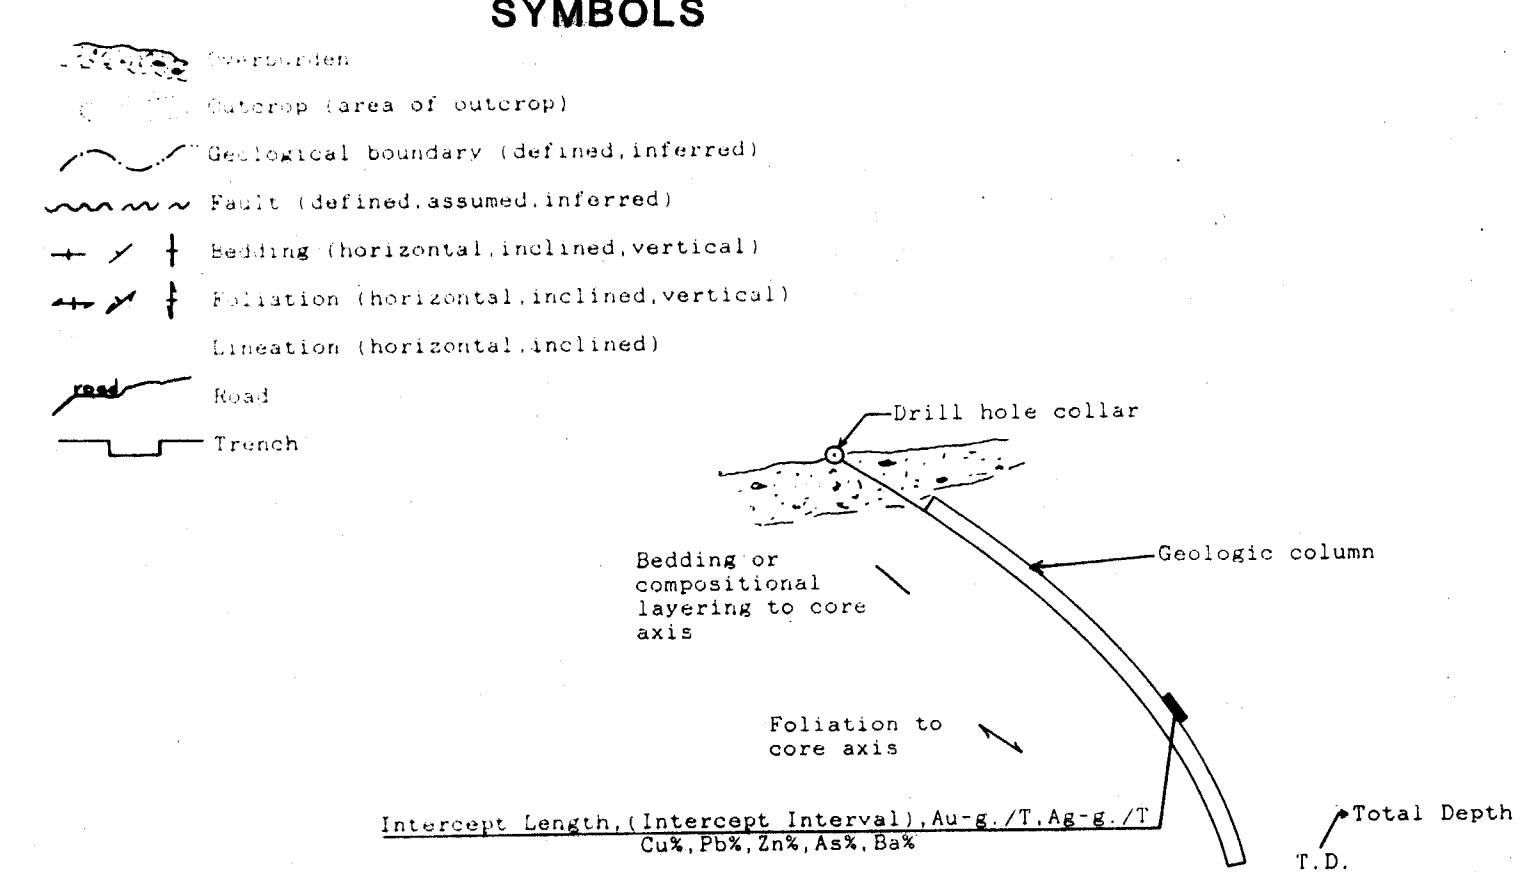 SYMBOLS
Overburden
Outcrop (area of outcrop)
Geological boundary (defined,inferred)
Fault (defined,assumed,inferred)
Bedding (horizontal,inclined,vertical)
Foliation (horizontal,inclined,vertical)
Lineation (horizontal,inclined)
road
Road
Trench
Drill hole collar
Geologic column
Bedding or
compositional
layering to core
axis
Foliation to
core axis
Intercept Length,(Intercept Interval),Au-g./T,Ag-g./T
Cu%,Pb%,Zn%,As%,Ba%
Total Depth
T.D.